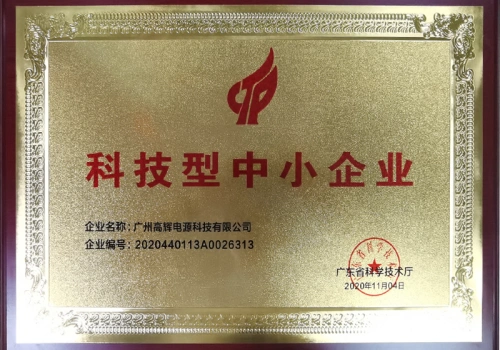 科技型中小企业
企业名称：广州高辉电源科技有限公司
企业编号：2020440113A0026313
广东省科学技术厅
2020年11月04日